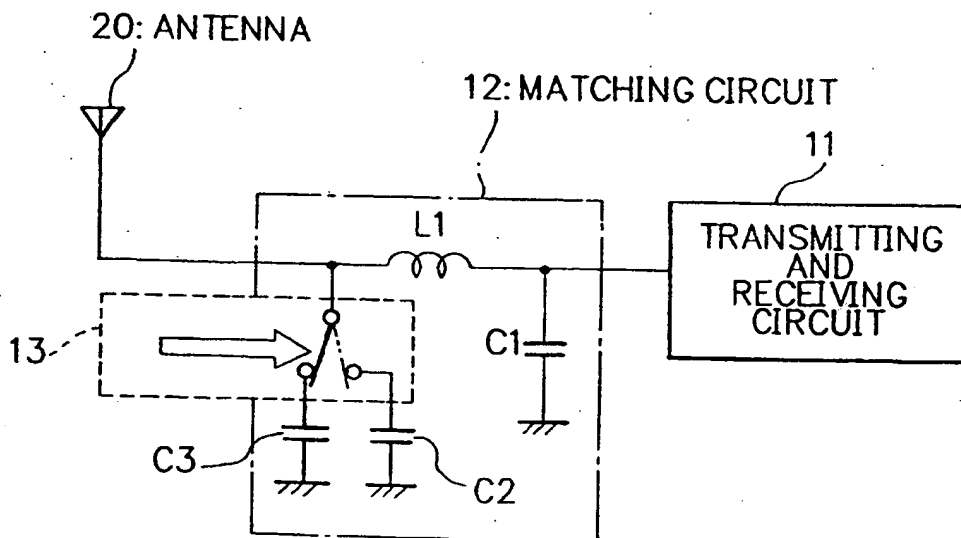 20: ANTENNA
12: MATCHING CIRCUIT
11
L1
TRANSMITTING
AND
RECEIVING
CIRCUIT
13
C1
C3
C2